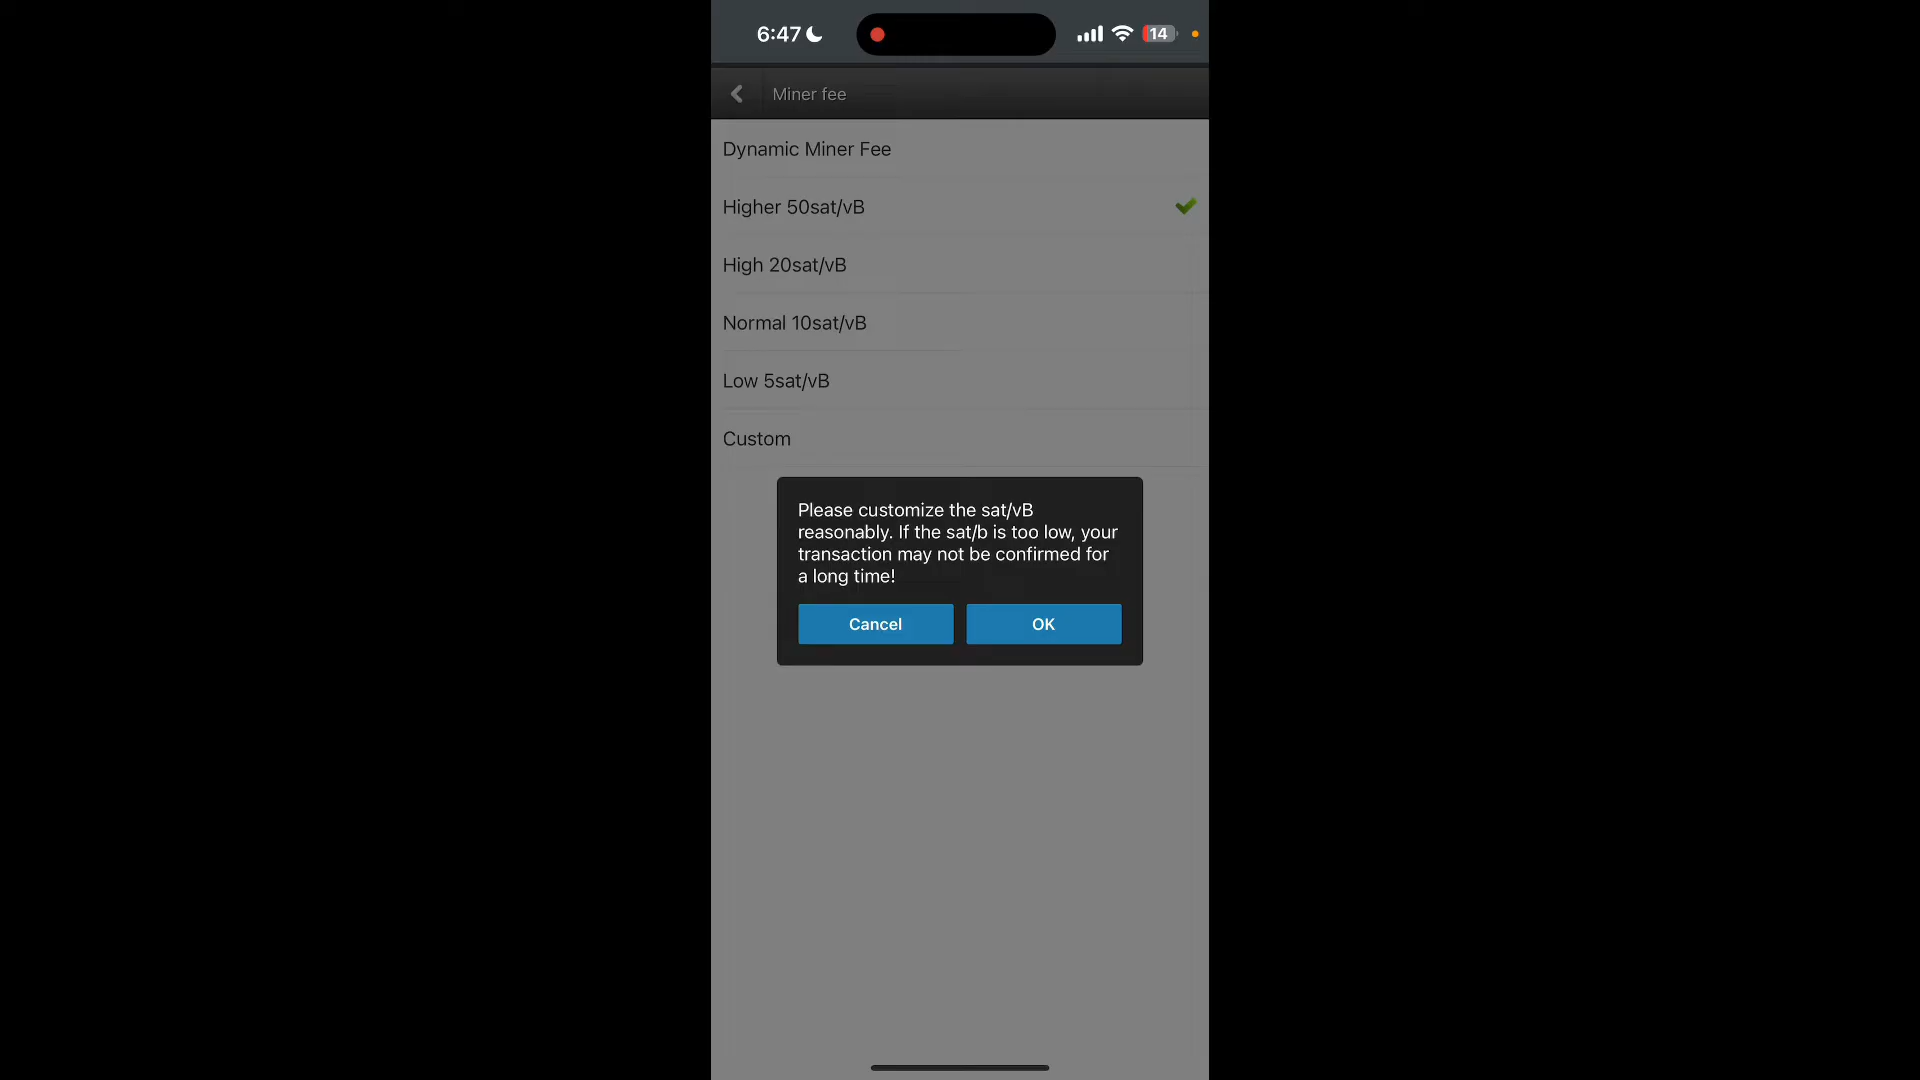 6:47
14
Miner fee
Dynamic Miner Fee
Higher 50sat/vB
High 20sat/vB
Normal 10sat/vB
Low 5sat/vB
Custom
Please customize the sat/vB
reasonably. If the sat/b is too low, your
transaction may not be confirmed for
a long time!
Cancel
OK